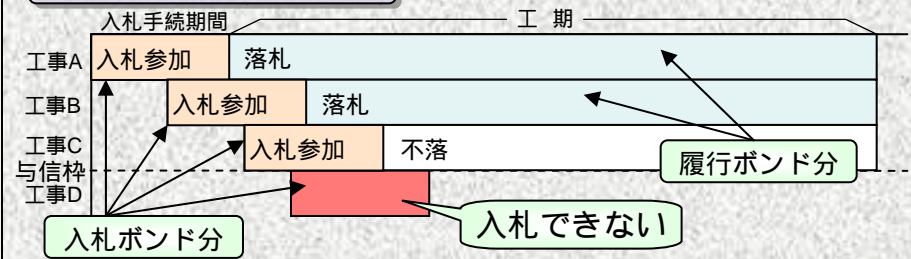 入札手続期間 工 期
工事A 入札参加 落札
工事B 入札参加 落札
工事C 入札参加 不落
与信枠
工事D
履行ボンド分
入札ボンド分
入札できない